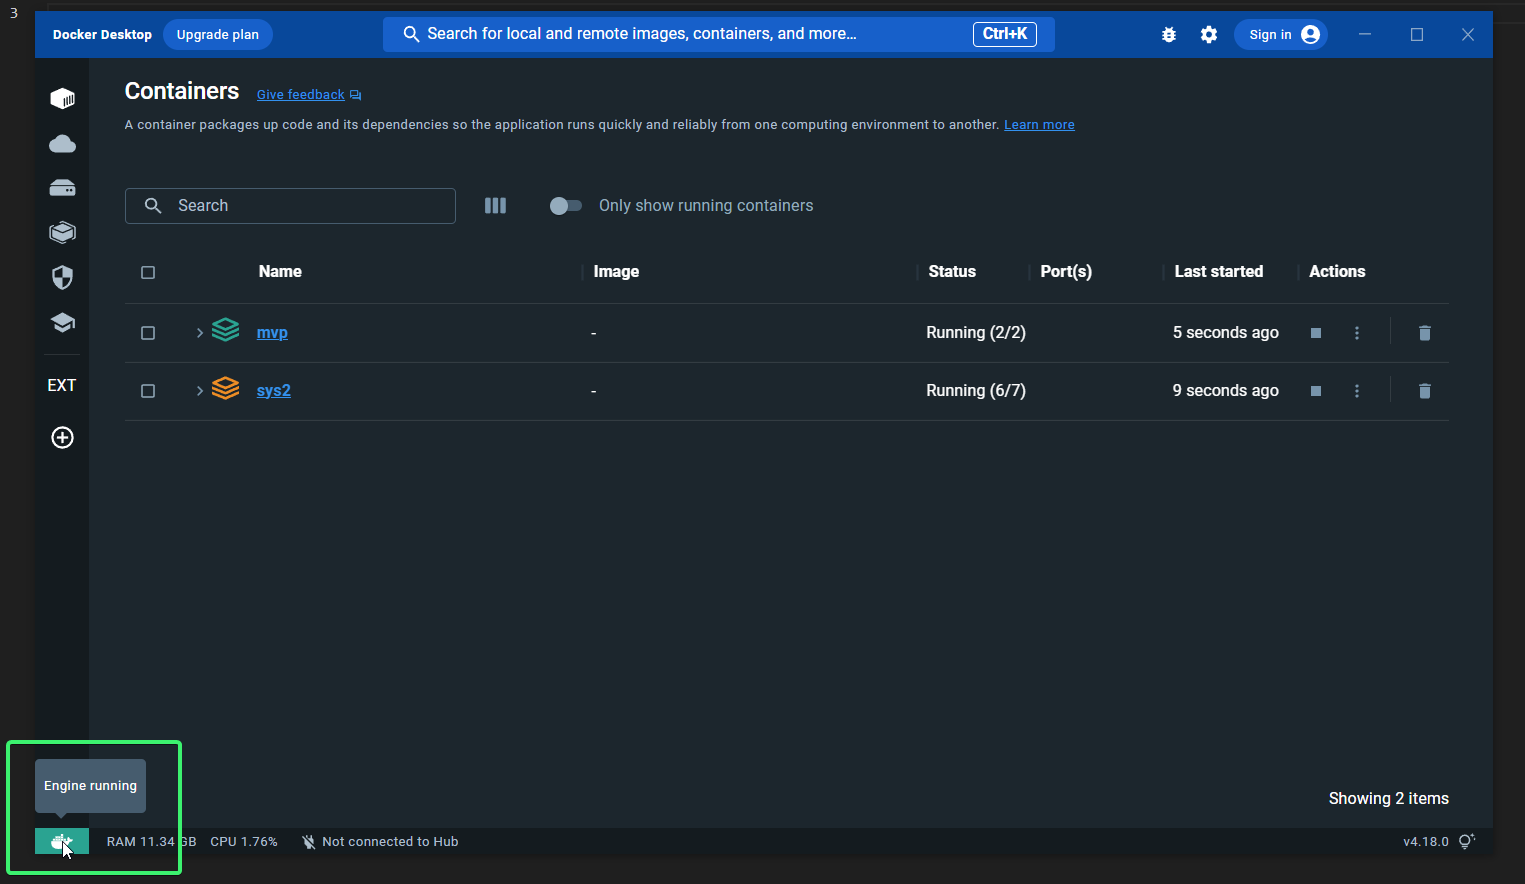 3
Docker Desktop Upgrade plan Search for local and remote images, containers, and more... Ctrl+K Sign in
Containers Give feedback
A container packages up code and its dependencies so the application runs quickly and reliably from one computing environment to another. Learn more
Search Only show running containers
Name Image Status Port(s) Last started Actions
mvp - Running (2/2) 5 seconds ago
sys2 - Running (6/7) 9 seconds ago
EXT
Engine running
Showing 2 items
RAM 11.34 GB CPU 1.76% Not connected to Hub v4.18.0